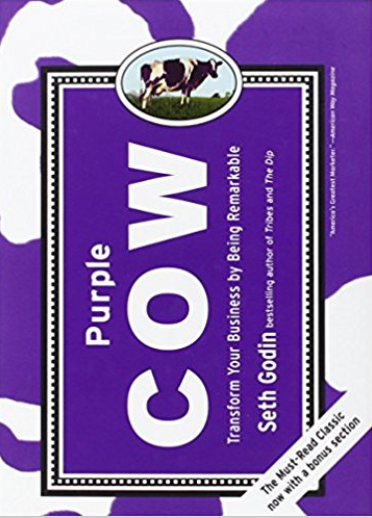 Purple
COW
Transform Your Business by Being Remarkable
Seth Godin bestselling author of Tribes and The Dip
"America's Greatest Marketer."—American Way Magazine
The Must-Read Classic
now with a bonus section